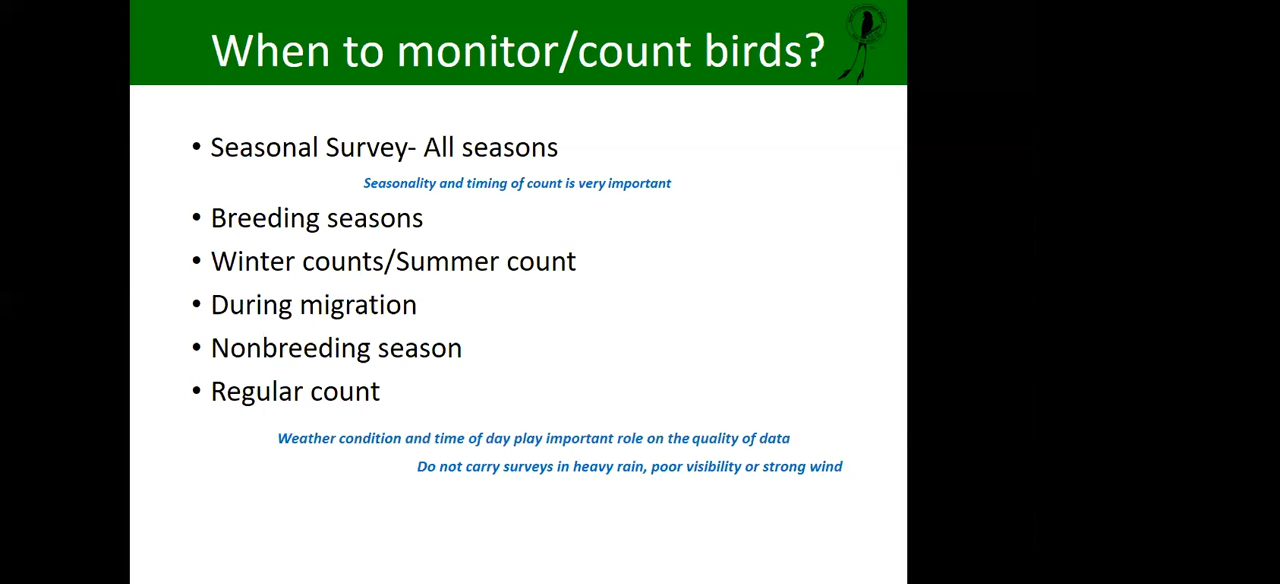 When to monitor/count birds?
• Seasonal Survey- All seasons
Seasonality and timing of count is very important
• Breeding seasons
• Winter counts/Summer count
• During migration
• Nonbreeding season
• Regular count
Weather condition and time of day play important role on the quality of data
Do not carry surveys in heavy rain, poor visibility or strong wind